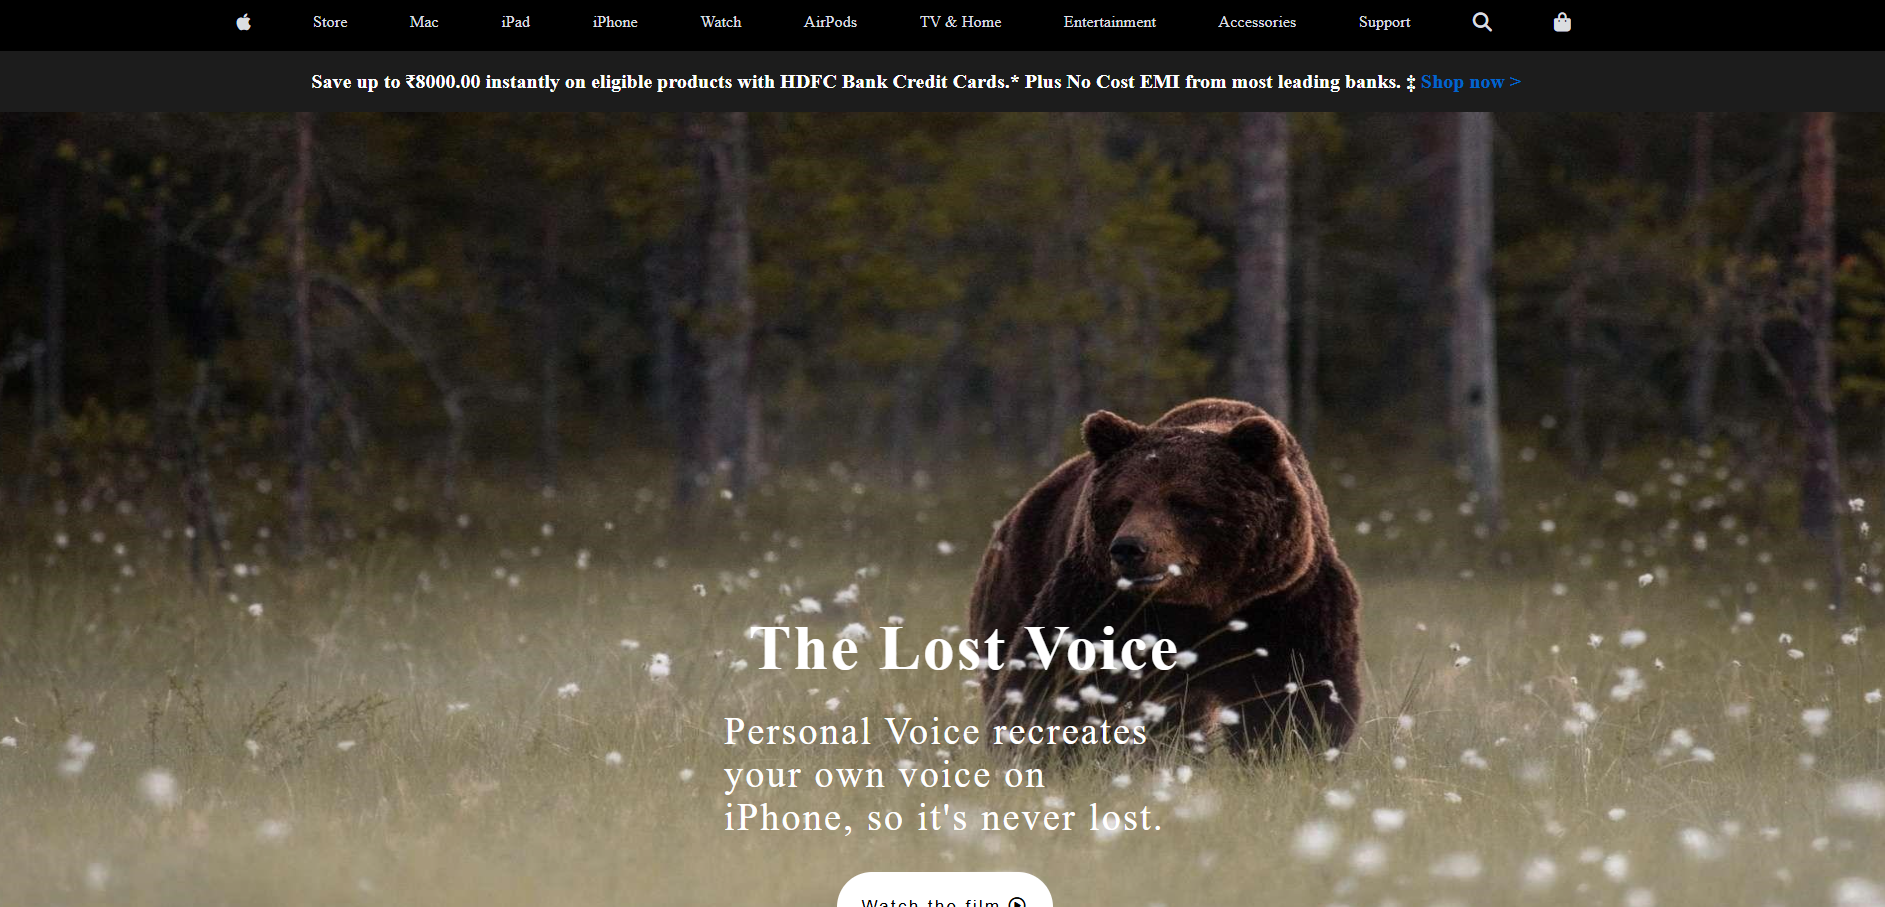 Store Mac iPad iPhone Watch AirPods TV & Home Entertainment Accessories Support
Save up to ₹8000.00 instantly on eligible products with HDFC Bank Credit Cards.* Plus No Cost EMI from most leading banks. ‡ Shop now >
The Lost Voice
Personal Voice recreates
your own voice on
iPhone, so it's never lost.
Watch the film